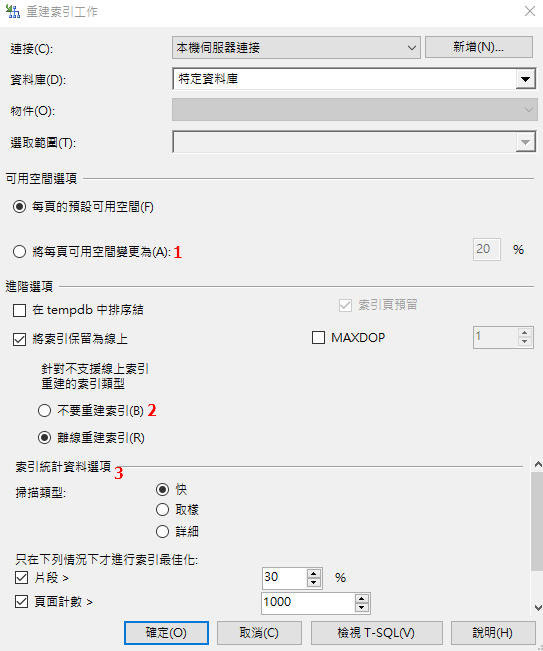 重建索引工作
連接(C):
本機伺服器連接
新增(N)...
資料庫(D):
特定資料庫
物件(O):
選取範圍(T):
可用空間選項
每頁的預設可用空間(F)
將每頁可用空間變更為(A): 1
20 %
進階選項
在 tempdb 中排序結
索引頁預留
將索引保留為線上
MAXDOP
1
針對不支援線上索引
重建的索引類型
不要重建索引(B) 2
離線重建索引(R)
索引統計資料選項 3
掃描類型:
快
取樣
詳細
只在下列情況下才進行索引最佳化:
片段 >
30 %
頁面計數 >
1000
確定(O)
取消(C)
檢視 T-SQL(V)
說明(H)